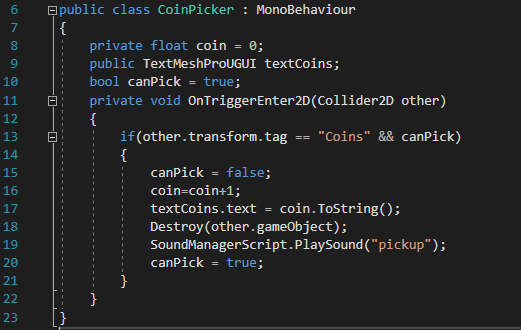 6 public class CoinPicker : MonoBehaviour
7 {
8 private float coin = 0;
9 public TextMeshProUGUI textCoins;
10 bool canPick = true;
11 private void OnTriggerEnter2D(Collider2D other)
12 {
13 if(other.transform.tag == "Coins" && canPick)
14 {
15 canPick = false;
16 coin=coin+1;
17 textCoins.text = coin.ToString();
18 Destroy(other.gameObject);
19 SoundManagerScript.PlaySound("pickup");
20 canPick = true;
21 }
22 }
23 }